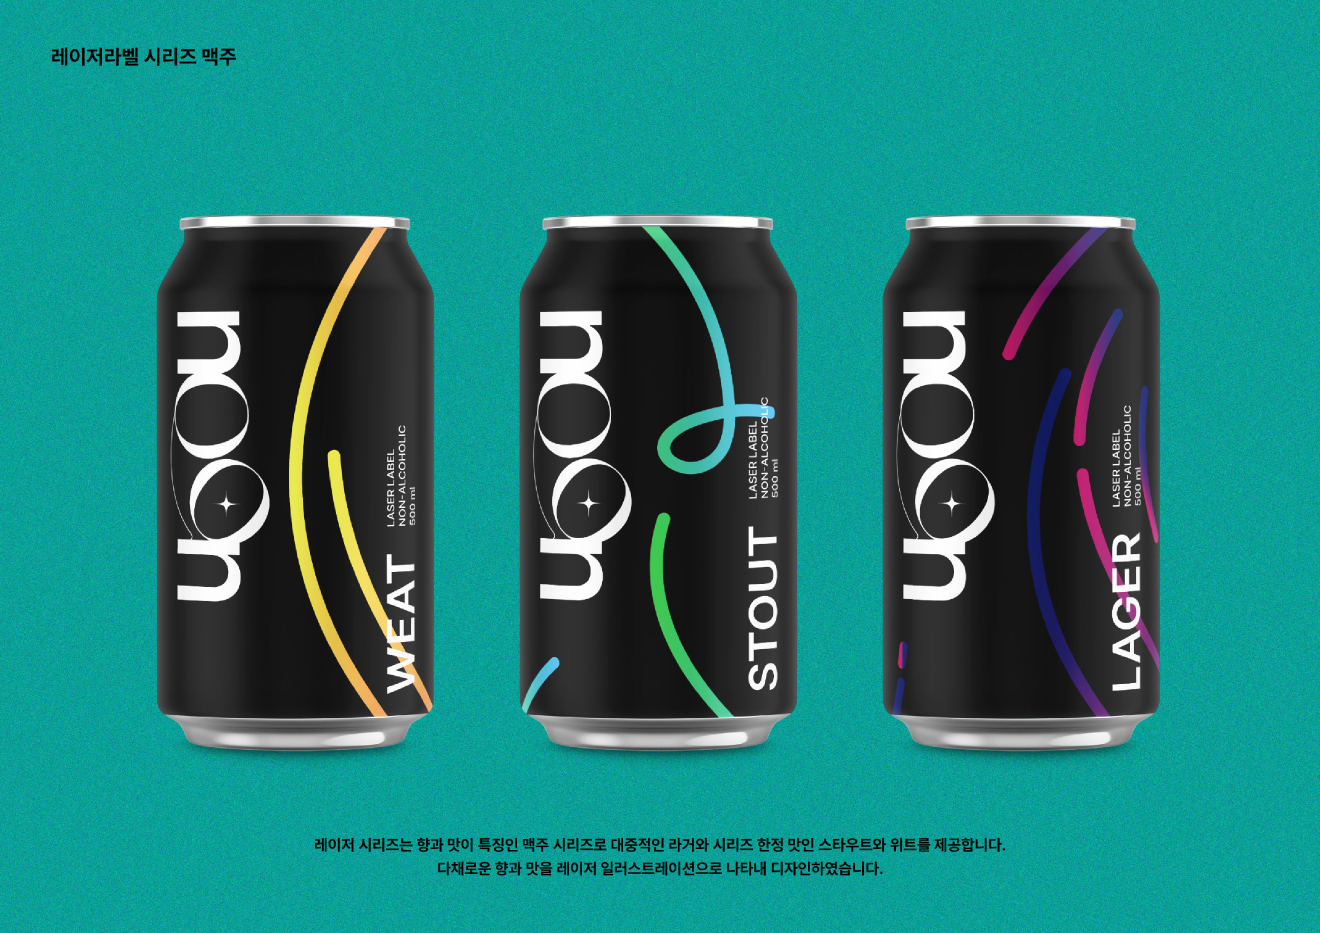 레이저라벨 시리즈 맥주
noon
LASER LABEL
NON-ALCOHOLIC
500 ml
WEAT
noon
LASER LABEL
NON-ALCOHOLIC
500 ml
STOUT
noon
LASER LABEL
NON-ALCOHOLIC
500 ml
LAGER
레이저 시리즈는 향과 맛이 특징인 맥주 시리즈로 대중적인 라거와 시리즈 한정 맛인 스타우트와 위트를 제공합니다.
다채로운 향과 맛을 레이저 일러스트레이션으로 나타내 디자인하였습니다.